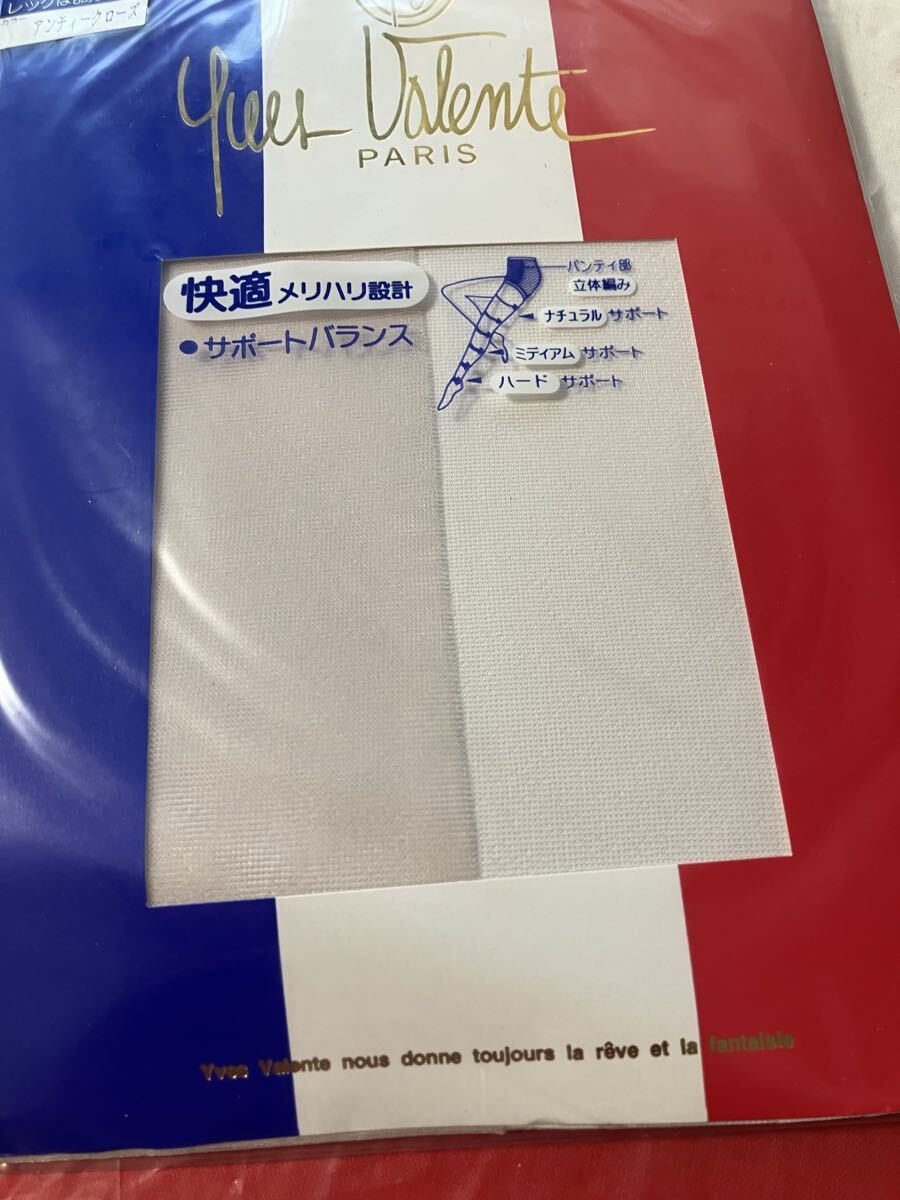 カラー アンティークローズ
Yves Valente
PARIS
快適 メリハリ設計
●サポートバランス
パンティ部
立体編み
ナチュラル サポート
ミディアム サポート
ハード サポート
Yves Valente nous donne toujours la rêve et la fantaisie